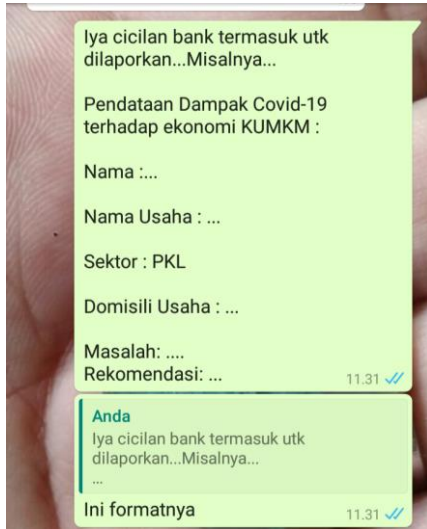 Iya cicilan bank termasuk utk
dilaporkan...Misalnya...
Pendataan Dampak Covid-19
terhadap ekonomi KUMKM :
Nama :...
Nama Usaha : ...
Sektor : PKL
Domisili Usaha : ...
Masalah: ....
Rekomendasi: ...
11.31
Anda
Iya cicilan bank termasuk utk
dilaporkan...Misalnya...
...
Ini formatnya
11.31